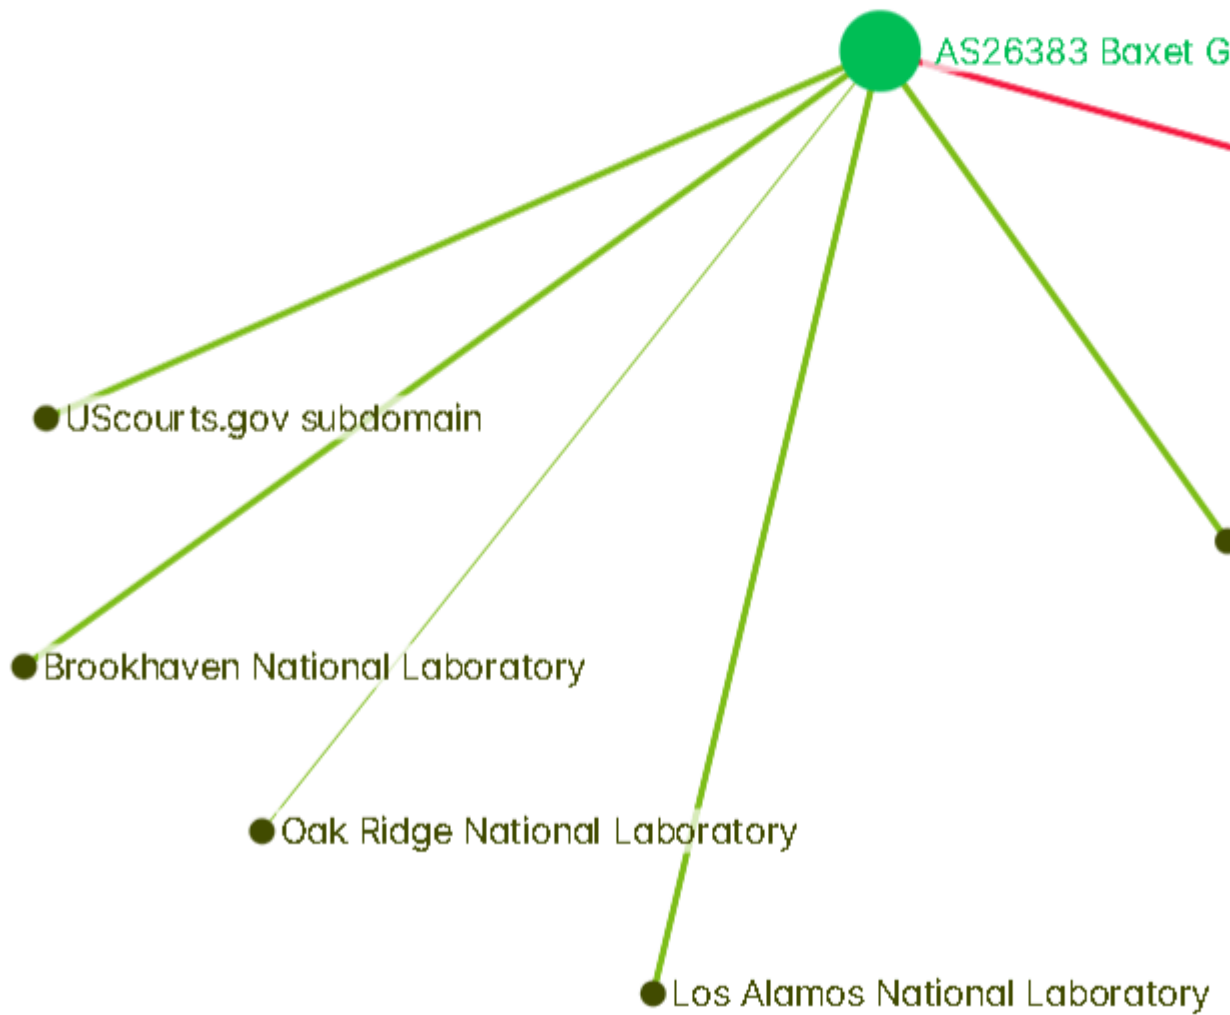 AS26383 Baxet G
UScourts.gov subdomain
Brookhaven National Laboratory
Oak Ridge National Laboratory
Los Alamos National Laboratory